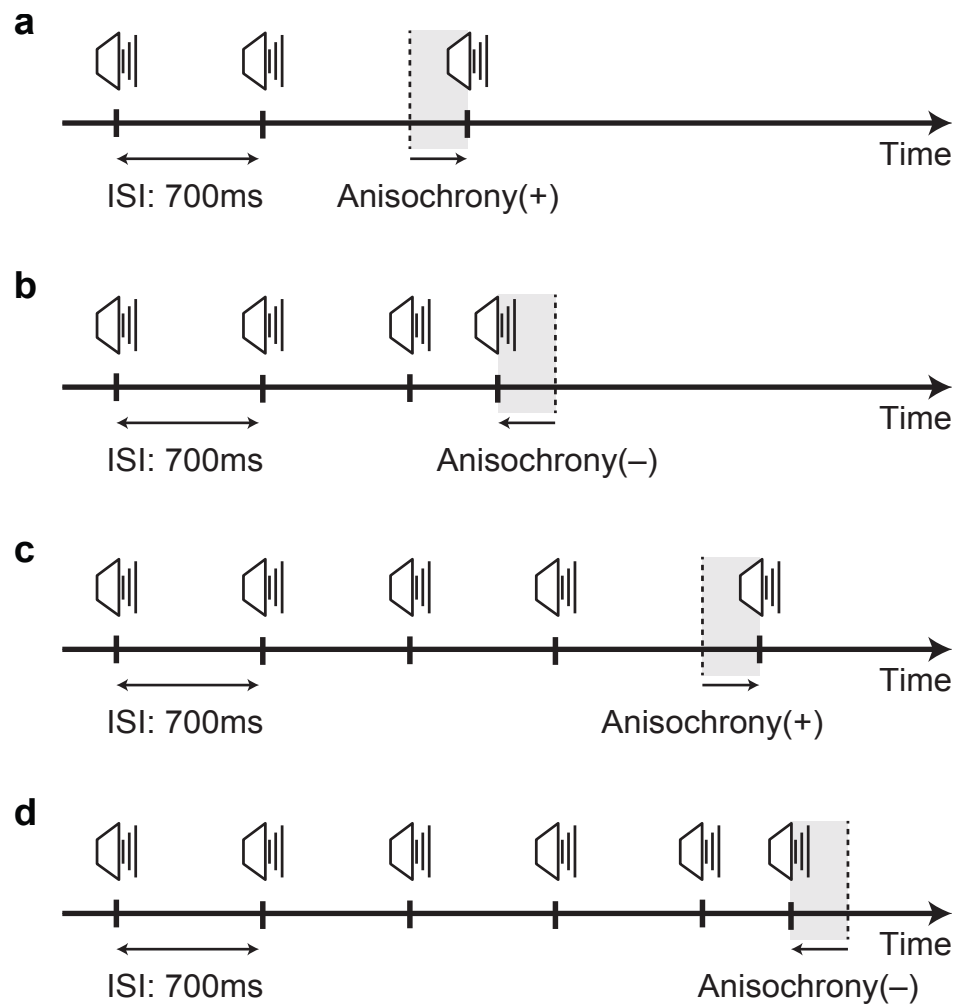 a
Time
ISI: 700ms Anisochrony(+)
b
Time
ISI: 700ms Anisochrony(–)
c
Time
ISI: 700ms Anisochrony(+)
d
Time
ISI: 700ms Anisochrony(–)